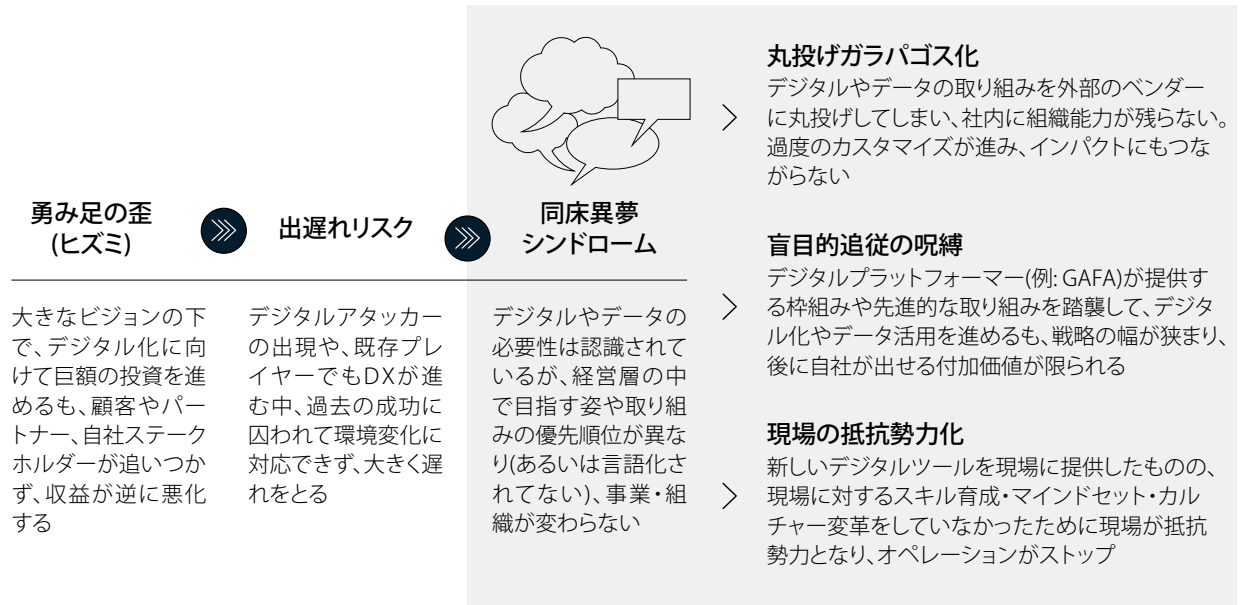 勇み足の歪
(ヒズミ)
大きなビジョンの下
で、デジタル化に向
けて巨額の投資を進
めるも、顧客やパー
トナー、自社ステーク
ホルダーが追いつか
ず、収益が逆に悪化
する
出遅れリスク
デジタルアタッカー
の出現や、既存プレ
イヤーでもDXが進
む中、過去の成功に
囚われて環境変化に
対応できず、大きく遅
れをとる
同床異夢
シンドローム
デジタルやデータの
必要性は認識されて
いるが、経営層の中
で目指す姿や取り組
みの優先順位が異な
り(あるいは言語化さ
れてない)、事業・組
織が変わらない
丸投げガラパゴス化
デジタルやデータの取り組みを外部のベンダー
に丸投げしてしまい、社内に組織能力が残らない。
過度のカスタマイズが進み、インパクトにもつな
がらない
盲目的追従の呪縛
デジタルプラットフォーマー(例: GAFA)が提供す
る枠組みや先進的な取り組みを踏襲して、デジタ
ル化やデータ活用を進めるも、戦略の幅が狭まり、
後に自社が出せる付加価値が限られる
現場の抵抗勢力化
新しいデジタルツールを現場に提供したものの、
現場に対するスキル育成・マインドセット・カル
チャー変革をしていなかったために現場が抵抗
勢力となり、オペレーションがストップ